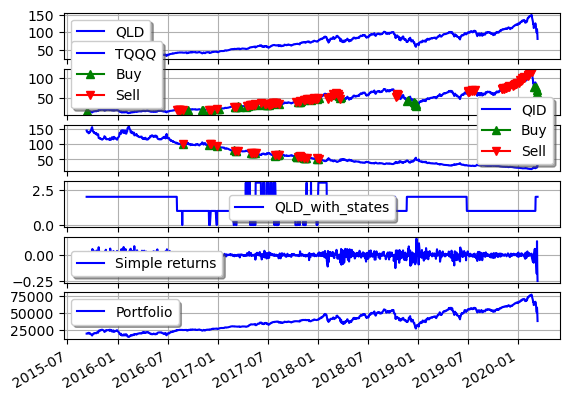 150
100
50
QLD
TQQQ
Buy
Sell
100
50
QID
Buy
Sell
150
100
50
2.5
0.0
QLD_with_states
0.00
−0.25
Simple returns
75000
50000
25000
Portfolio
2015-07
2016-01
2016-07
2017-01
2017-07
2018-01
2018-07
2019-01
2019-07
2020-01